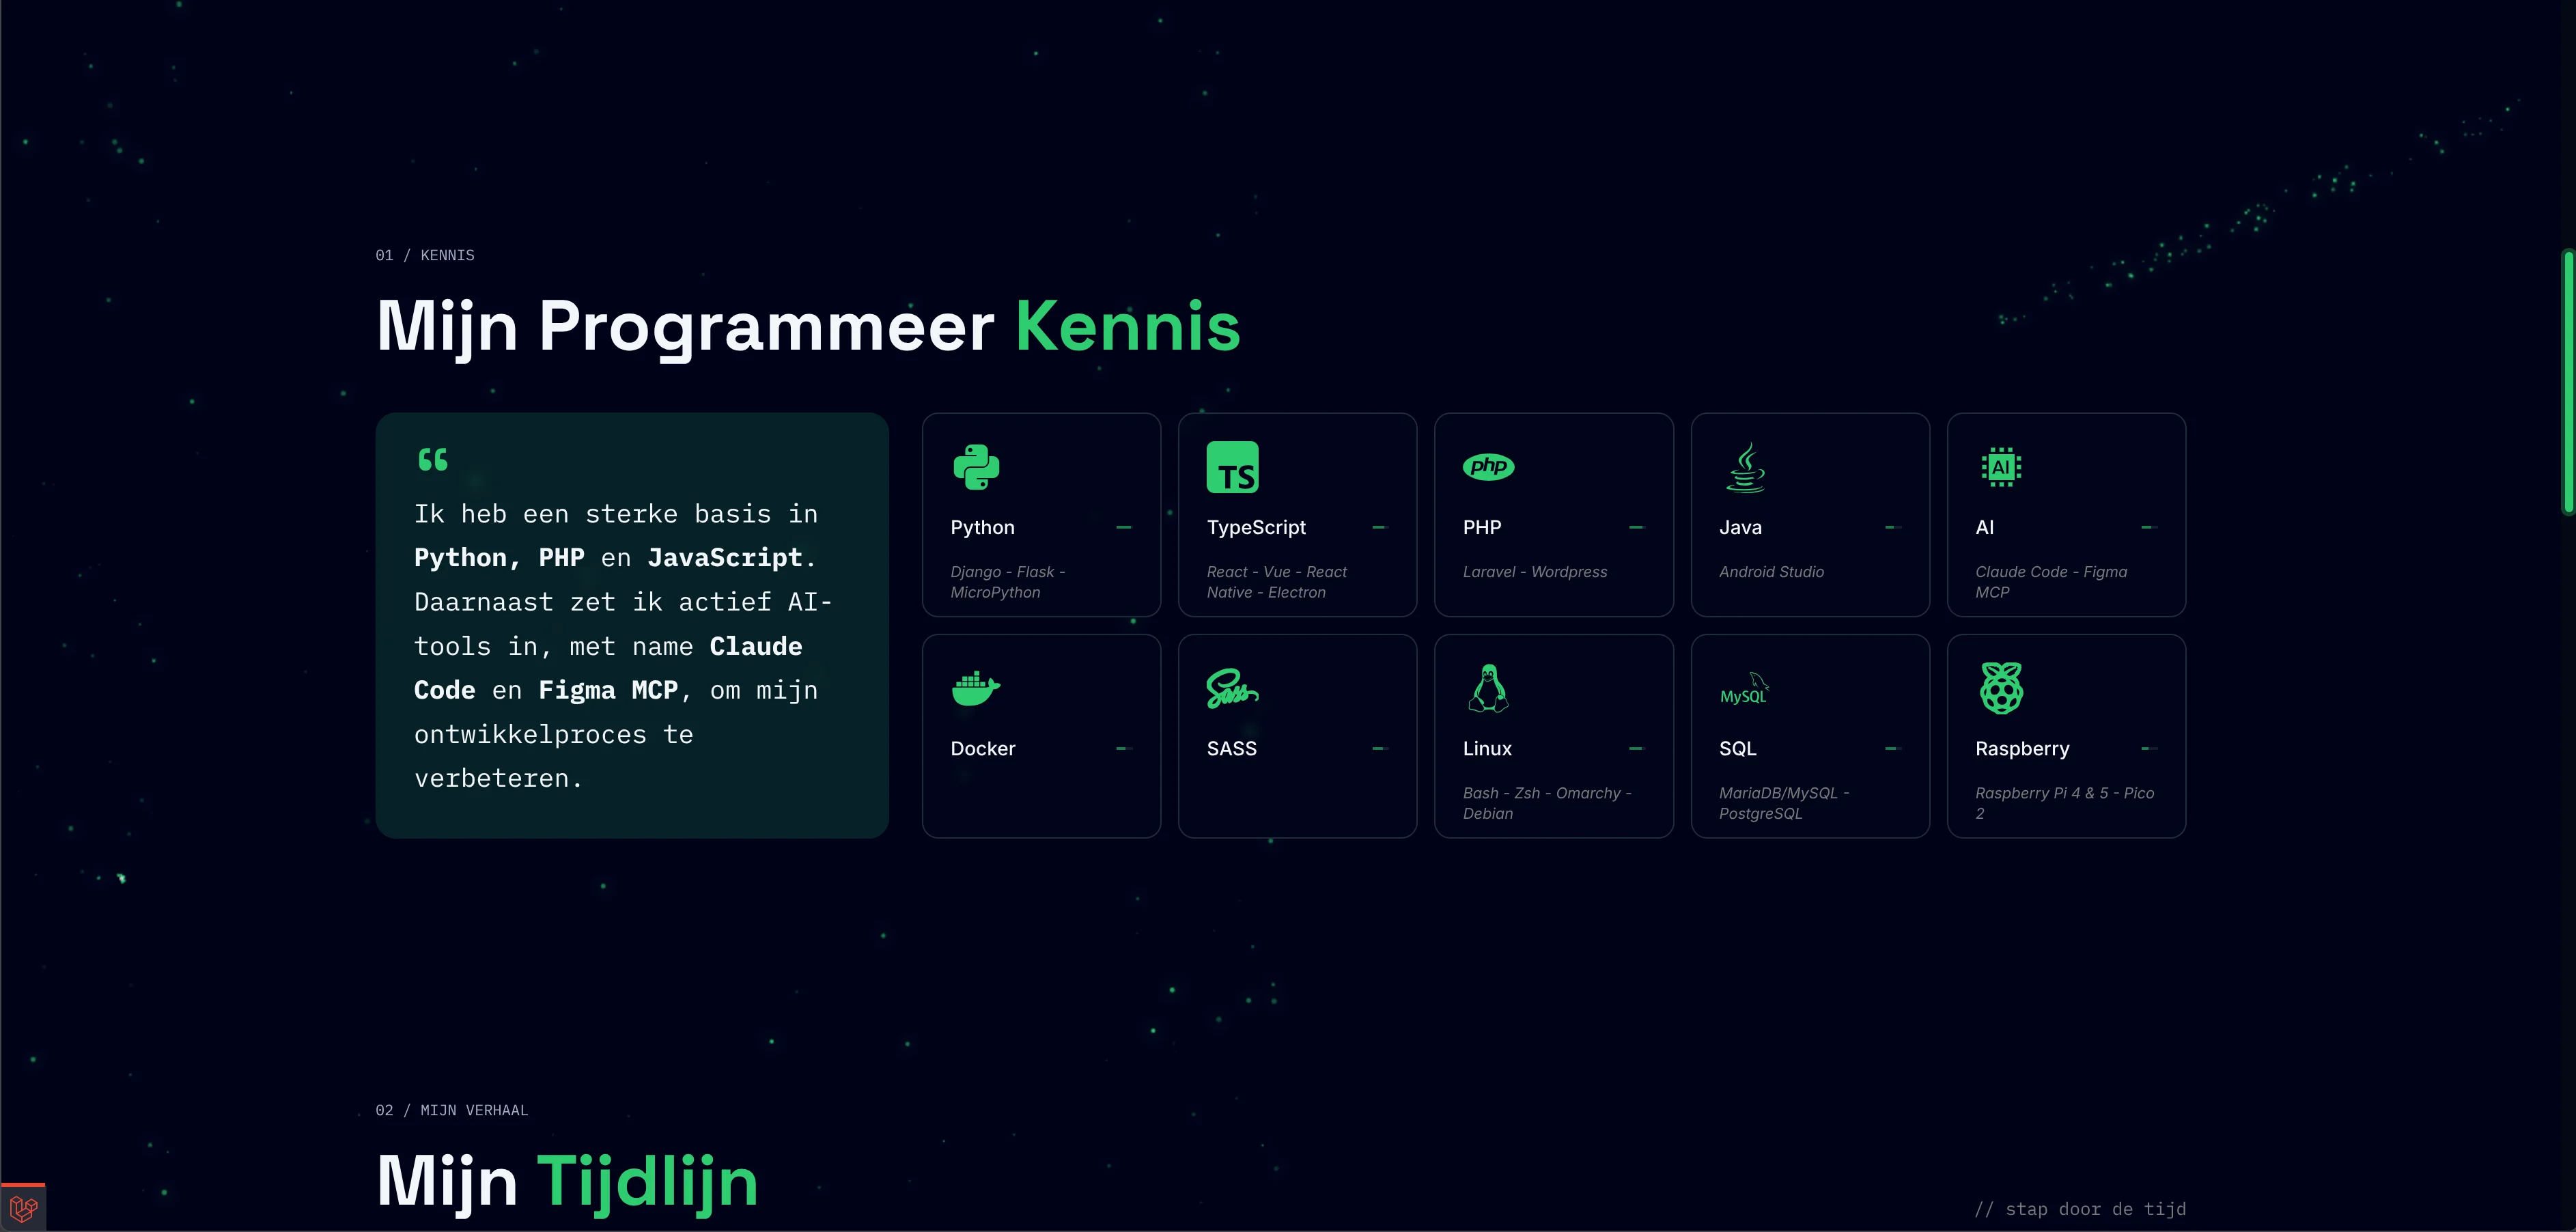 01 / KENNIS
Mijn Programmeer Kennis
“
Ik heb een sterke basis in
Python, PHP en JavaScript.
Daarnaast zet ik actief AI-
tools in, met name Claude
Code en Figma MCP, om mijn
ontwikkelproces te
verbeteren.
Python
Django - Flask -
MicroPython
TS
TypeScript
React - Vue - React
Native - Electron
php
PHP
Laravel - Wordpress
Java
Android Studio
AI
AI
Claude Code - Figma
MCP
Docker
Sass
SASS
Linux
Bash - Zsh - Omarchy -
Debian
MySQL
SQL
MariaDB/MySQL -
PostgreSQL
Raspberry
Raspberry Pi 4 & 5 - Pico
2
02 / MIJN VERHAAL
Mijn Tijdlijn
// stap door de tijd